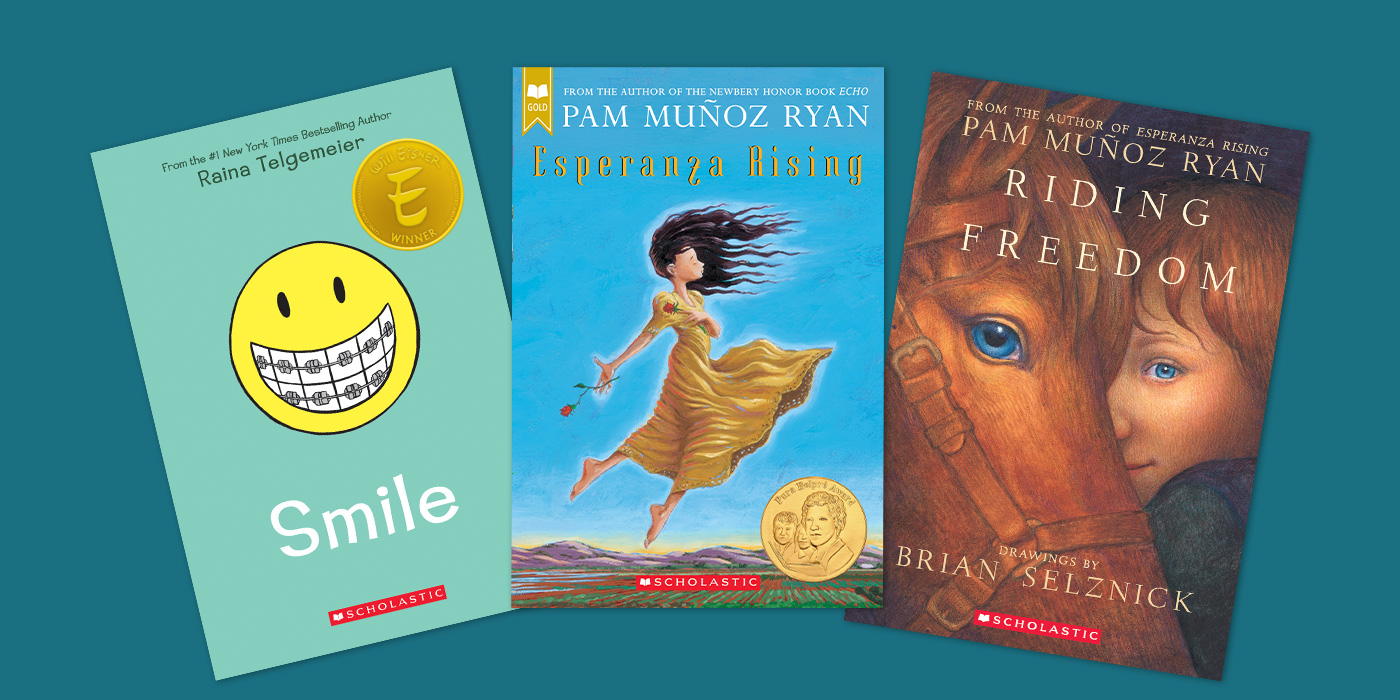 From the #1 New York Times Bestselling Author
Raina Telgemeier
Will Eisner
E
WINNER
Smile
SCHOLASTIC
GOLD
FROM THE AUTHOR OF THE NEWBERY HONOR BOOK ECHO
PAM MUÑOZ RYAN
Esperanza Rising
Pura Belpré Award
SCHOLASTIC
FROM THE AUTHOR OF ESPERANZA RISING
PAM MUÑOZ RYAN
RIDING
FREEDOM
DRAWINGS BY
BRIAN SELZNICK
SCHOLASTIC